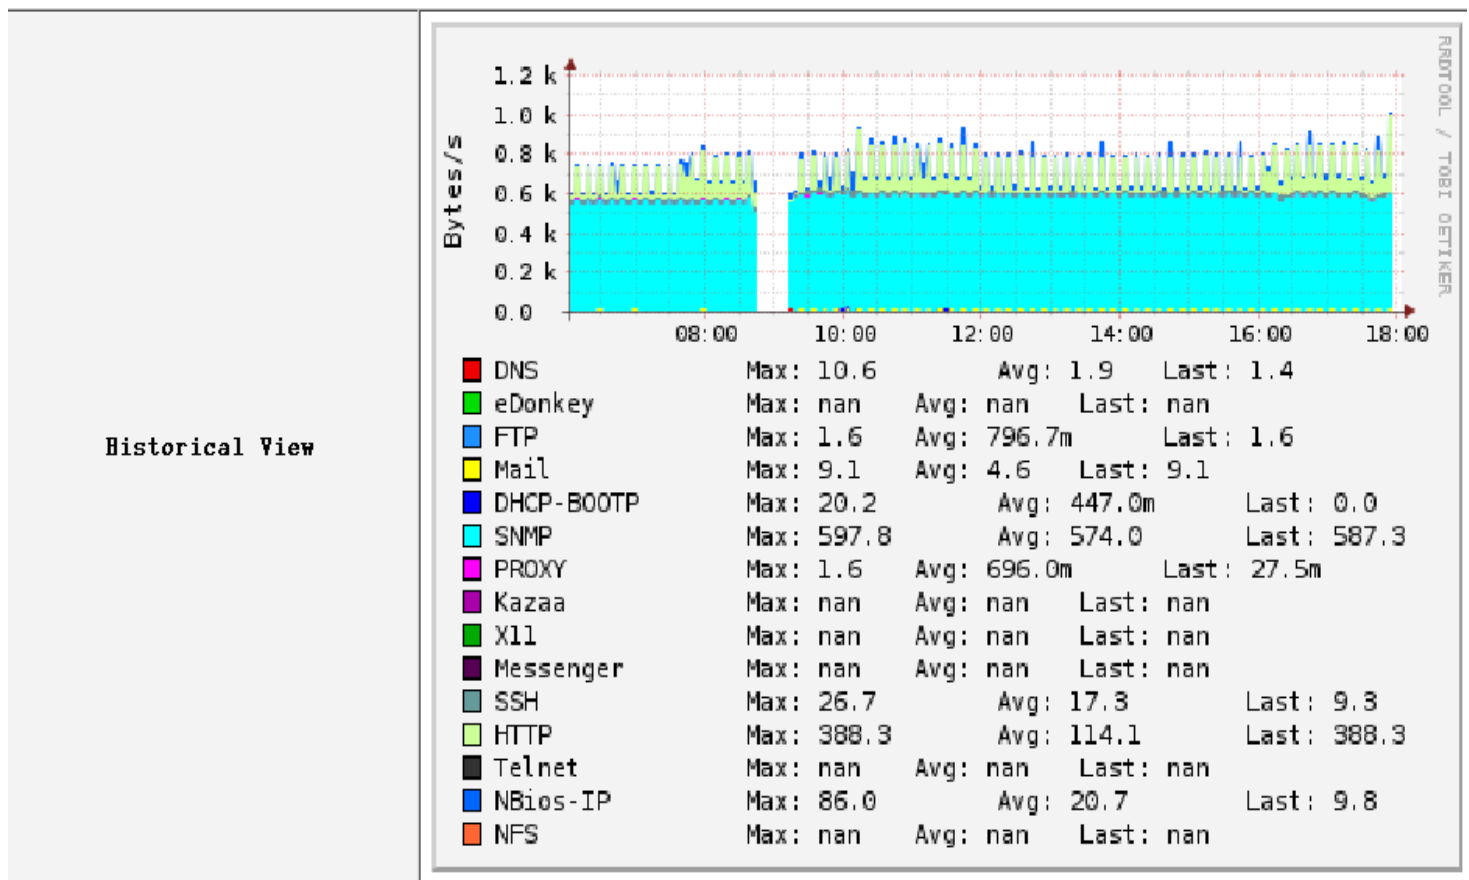 Historical View
RRDTOOL / TOBI OETIKER
Bytes/s
1.2 k
1.0 k
0.8 k
0.6 k
0.4 k
0.2 k
0.0
08:00 10:00 12:00 14:00 16:00 18:00
DNS Max: 10.6 Avg: 1.9 Last: 1.4
eDonkey Max: nan Avg: nan Last: nan
FTP Max: 1.6 Avg: 796.7m Last: 1.6
Mail Max: 9.1 Avg: 4.6 Last: 9.1
DHCP-BOOTP Max: 20.2 Avg: 447.0m Last: 0.0
SNMP Max: 597.8 Avg: 574.0 Last: 587.3
PROXY Max: 1.6 Avg: 696.0m Last: 27.5m
Kazaa Max: nan Avg: nan Last: nan
X11 Max: nan Avg: nan Last: nan
Messenger Max: nan Avg: nan Last: nan
SSH Max: 26.7 Avg: 17.3 Last: 9.3
HTTP Max: 388.3 Avg: 114.1 Last: 388.3
Telnet Max: nan Avg: nan Last: nan
NBios-IP Max: 86.0 Avg: 20.7 Last: 9.8
NFS Max: nan Avg: nan Last: nan